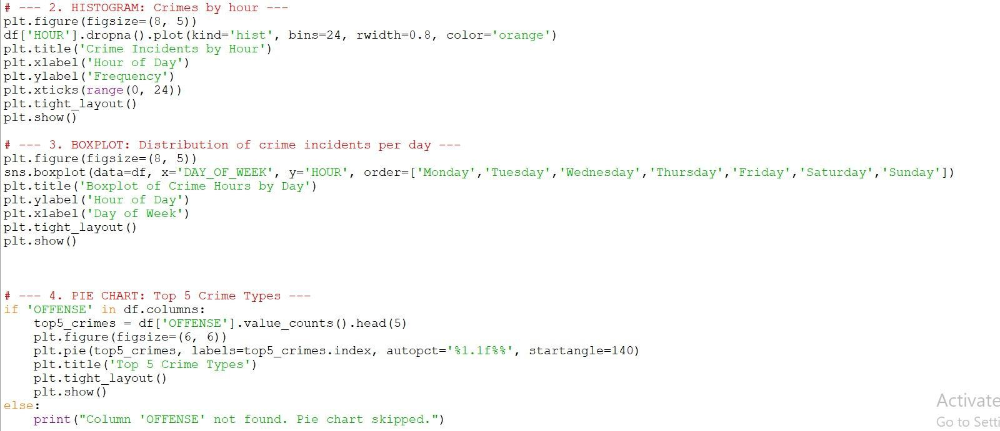 # --- 2. HISTOGRAM: Crimes by hour ---
plt.figure(figsize=(8, 5))
df['HOUR'].dropna().plot(kind='hist', bins=24, rwidth=0.8, color='orange')
plt.title('Crime Incidents by Hour')
plt.xlabel('Hour of Day')
plt.ylabel('Frequency')
plt.xticks(range(0, 24))
plt.tight_layout()
plt.show()

# --- 3. BOXPLOT: Distribution of crime incidents per day ---
plt.figure(figsize=(8, 5))
sns.boxplot(data=df, x='DAY_OF_WEEK', y='HOUR', order=['Monday','Tuesday','Wednesday','Thursday','Friday','Saturday','Sunday'])
plt.title('Boxplot of Crime Hours by Day')
plt.ylabel('Hour of Day')
plt.xlabel('Day of Week')
plt.tight_layout()
plt.show()

# --- 4. PIE CHART: Top 5 Crime Types ---
if 'OFFENSE' in df.columns:
    top5_crimes = df['OFFENSE'].value_counts().head(5)
    plt.figure(figsize=(6, 6))
    plt.pie(top5_crimes, labels=top5_crimes.index, autopct='%1.1f%%', startangle=140)
    plt.title('Top 5 Crime Types')
    plt.tight_layout()
    plt.show()
else:
    print("Column 'OFFENSE' not found. Pie chart skipped.")
Activate
Go to Setti